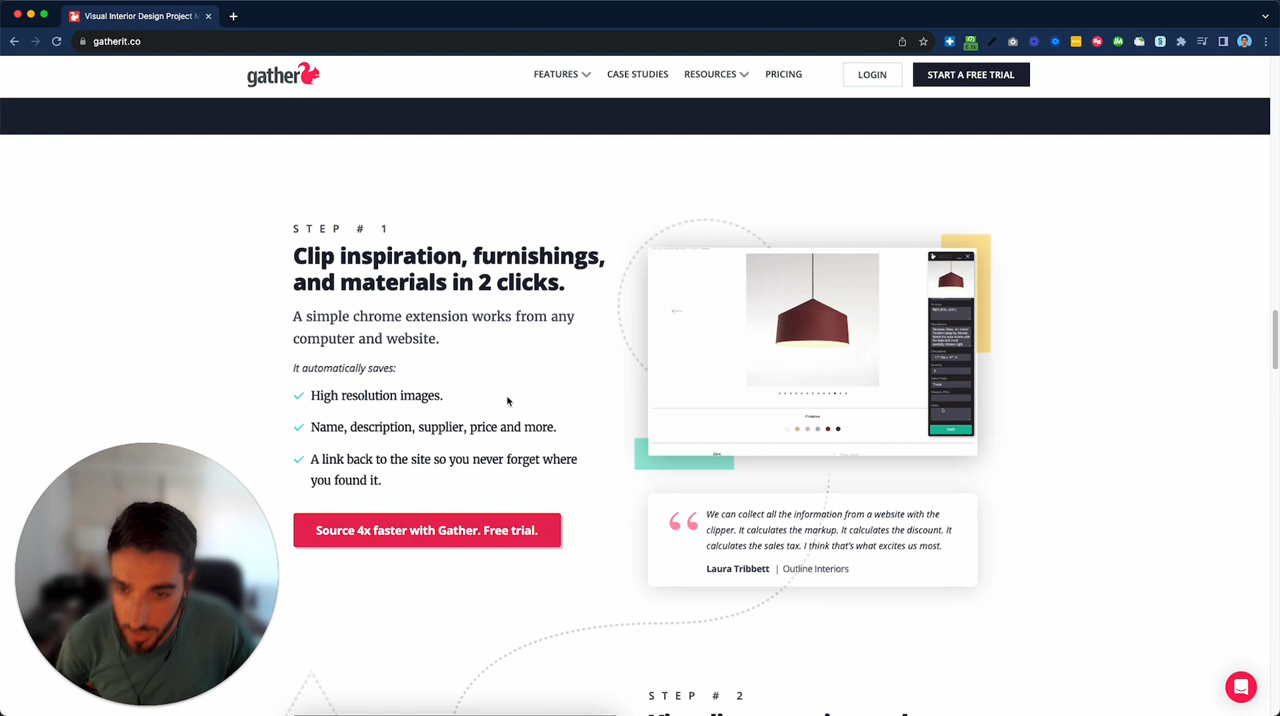 Visual Interior Design Project M
gatherit.co
5.1k
gather
FEATURES
CASE STUDIES
RESOURCES
PRICING
LOGIN
START A FREE TRIAL
STEP # 1
Clip inspiration, furnishings,
and materials in 2 clicks.
A simple chrome extension works from any
computer and website.
It automatically saves:
High resolution images.
Name, description, supplier, price and more.
A link back to the site so you never forget where
you found it.
Source 4x faster with Gather. Free trial.
Finishes
“ We can collect all the information from a website with the
clipper. It calculates the markup. It calculates the discount. It
calculates the sales tax. I think that's what excites us most.
Laura Tribbett | Outline Interiors
STEP # 2